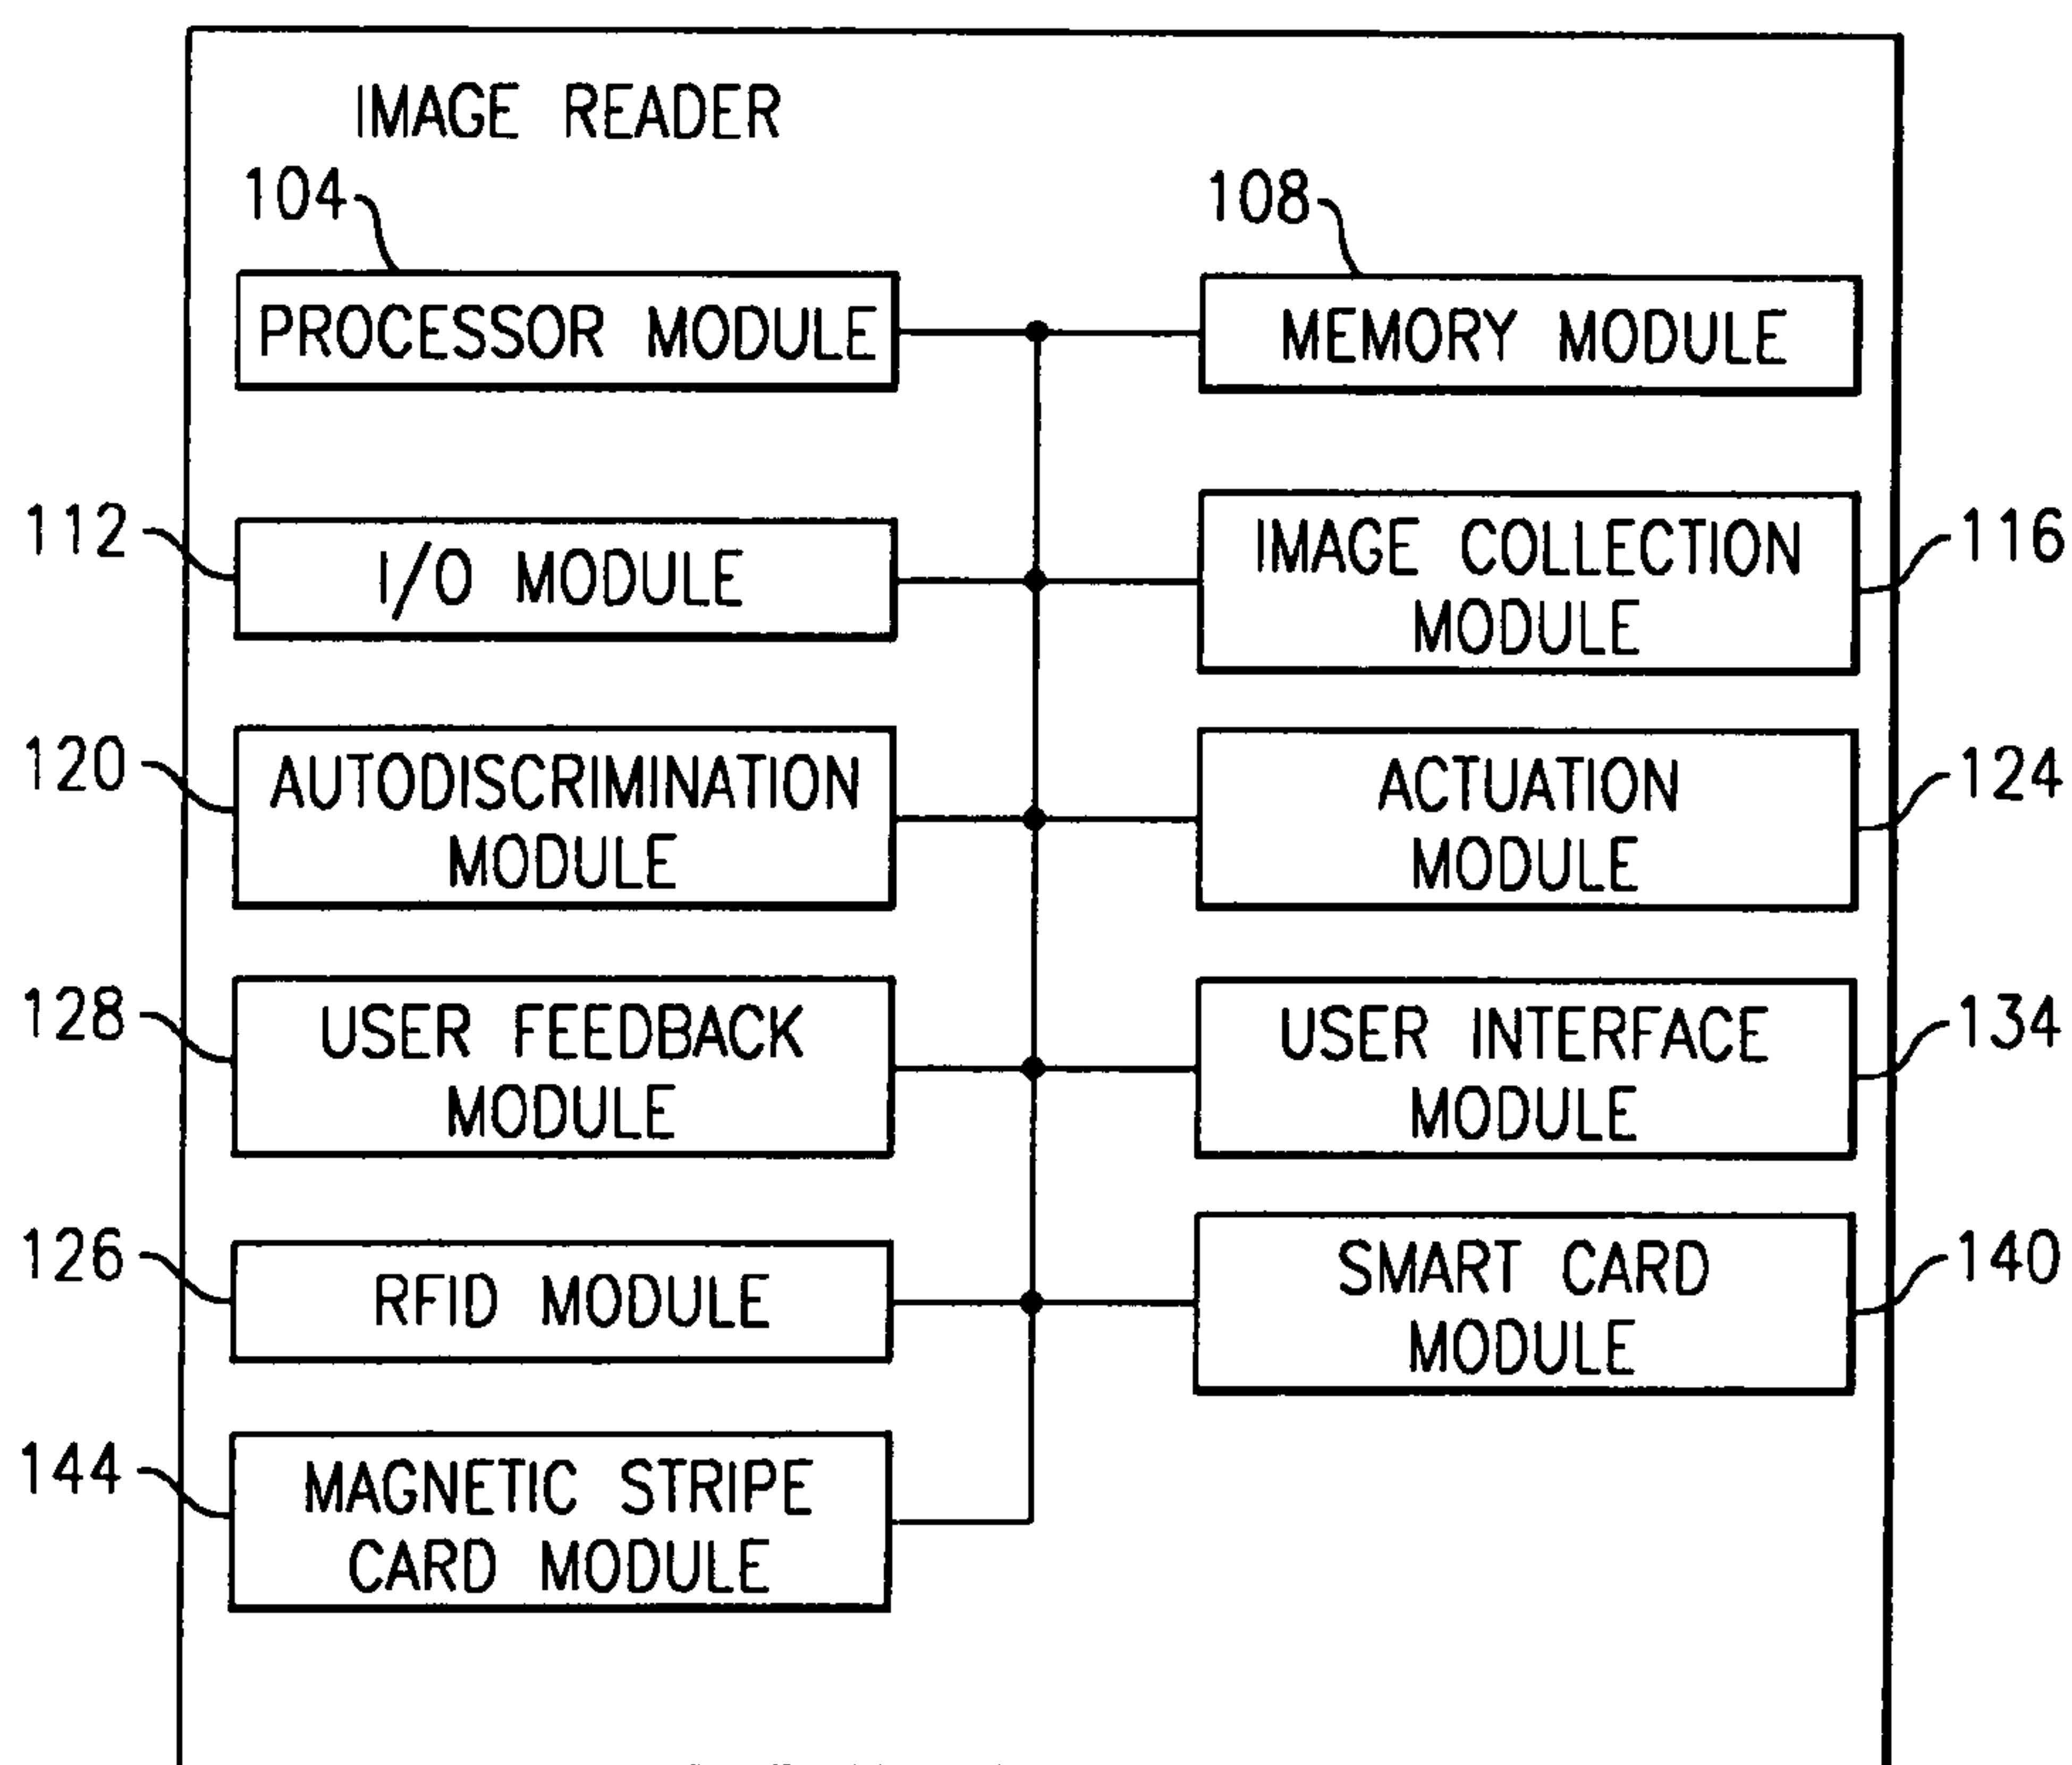 IMAGE READER
104
108
PROCESSOR MODULE
MEMORY MODULE
112
I/O MODULE
IMAGE COLLECTION
MODULE
116
120
AUTODISCRIMINATION
MODULE
ACTUATION
MODULE
124
128
USER FEEDBACK
MODULE
USER INTERFACE
MODULE
134
126
RFID MODULE
SMART CARD
MODULE
140
144
MAGNETIC STRIPE
CARD MODULE